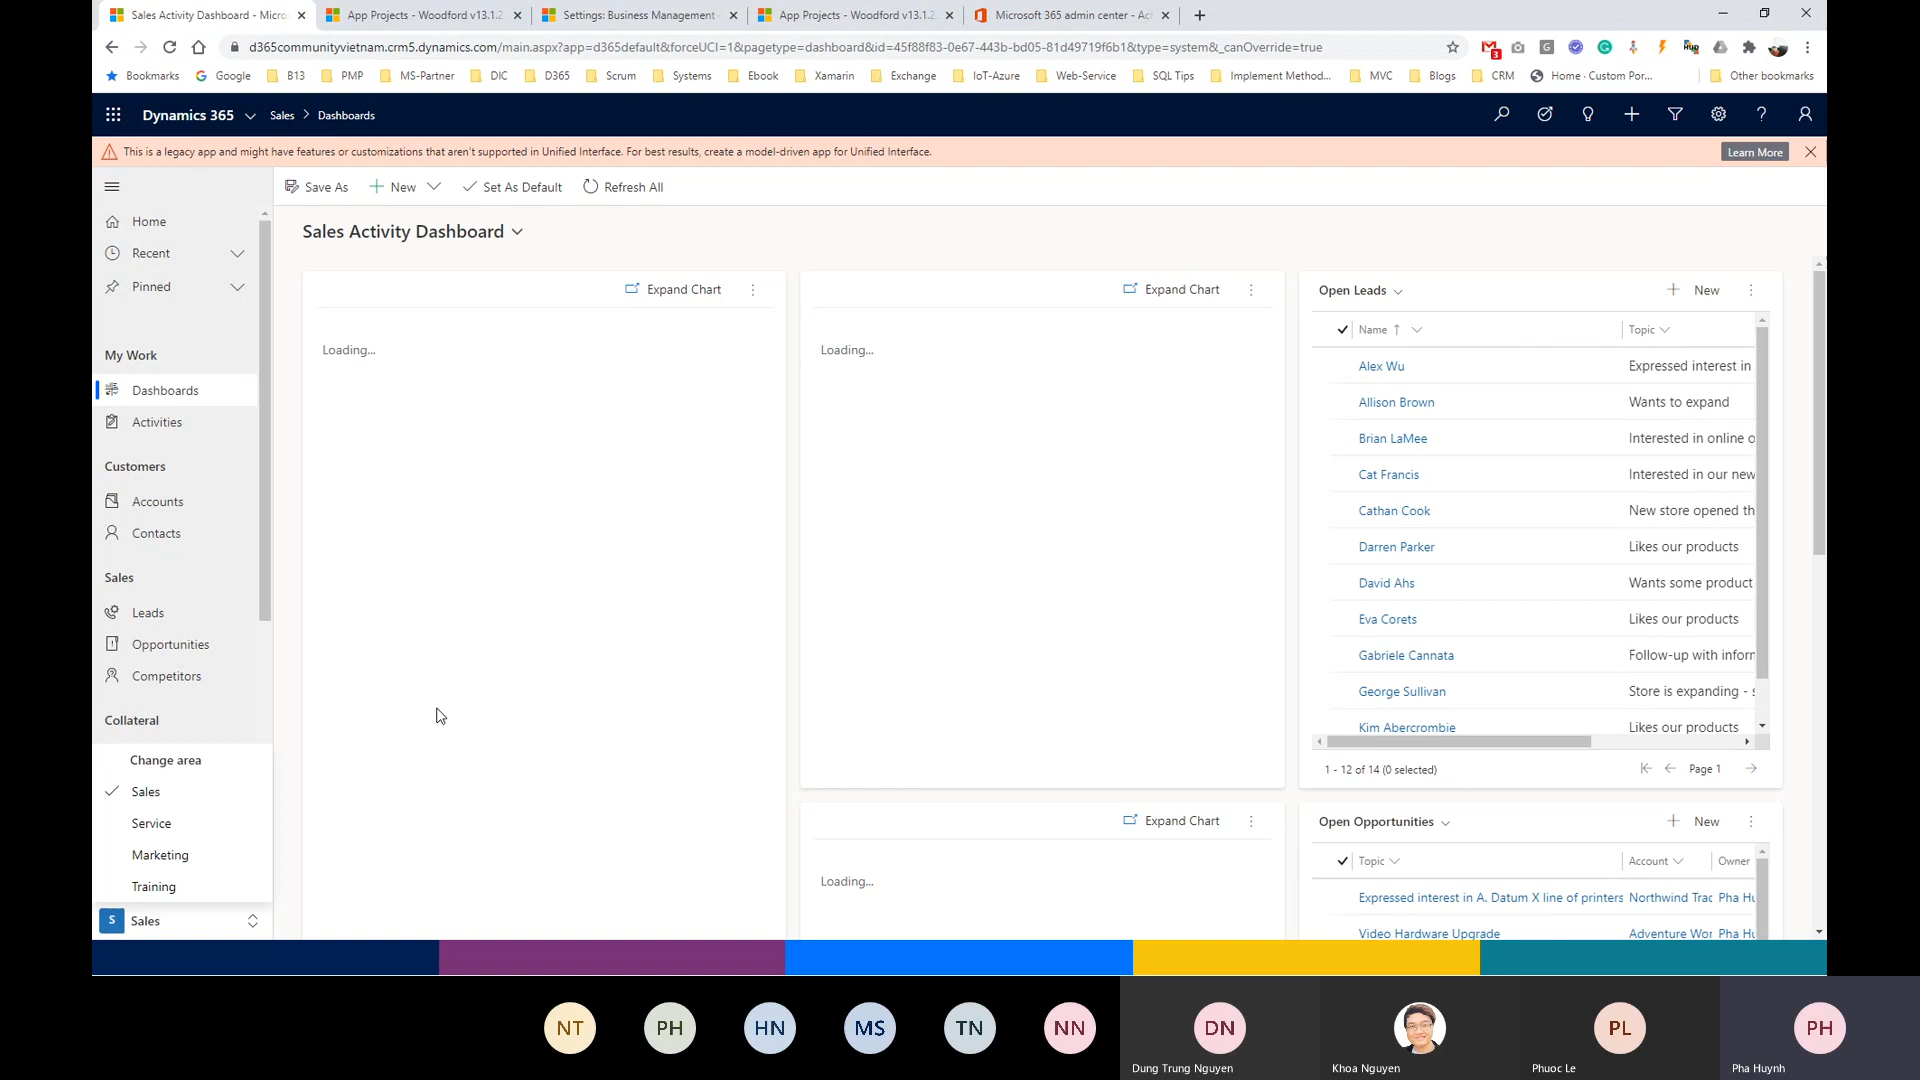 Sales Activity Dashboard - Micro
App Projects - Woodford v13.1.2
Settings: Business Management -
App Projects - Woodford v13.1.2
Microsoft 365 admin center - Act
d365communityvietnam.crm5.dynamics.com/main.aspx?app=d365default&forceUCI=1&pagetype=dashboard&id=45f88f83-0e67-443b-bd05-81d49719f6b1&type=system&_canOverride=true
3
Bookmarks
Google
B13
PMP
MS-Partner
DIC
D365
Scrum
Systems
Ebook
Xamarin
Exchange
IoT-Azure
Web-Service
SQL Tips
Implement Method...
MVC
Blogs
CRM
Home · Custom Por...
Other bookmarks
Dynamics 365
Sales > Dashboards
This is a legacy app and might have features or customizations that aren't supported in Unified Interface. For best results, create a model-driven app for Unified Interface.
Learn More
Save As
New
Set As Default
Refresh All
Home
Recent
Pinned
My Work
Dashboards
Activities
Customers
Accounts
Contacts
Sales
Leads
Opportunities
Competitors
Collateral
Change area
Sales
Service
Marketing
Training
S Sales
Sales Activity Dashboard
Expand Chart
Loading...
Expand Chart
Loading...
Expand Chart
Loading...
Open Leads
New
Name Topic
Alex Wu Expressed interest in
Allison Brown Wants to expand
Brian LaMee Interested in online o
Cat Francis Interested in our new
Cathan Cook New store opened th
Darren Parker Likes our products
David Ahs Wants some product
Eva Corets Likes our products
Gabriele Cannata Follow-up with inforr
George Sullivan Store is expanding - s
Kim Abercrombie Likes our products
1 - 12 of 14 (0 selected)
Page 1
Open Opportunities
New
Topic Account Owner
Expressed interest in A. Datum X line of printers Northwind Trac Pha Hu
Video Hardware Upgrade Adventure Wor Pha Hu
NT
PH
HN
MS
TN
NN
DN
PL
PH
Dung Trung Nguyen
Khoa Nguyen
Phuoc Le
Pha Huynh